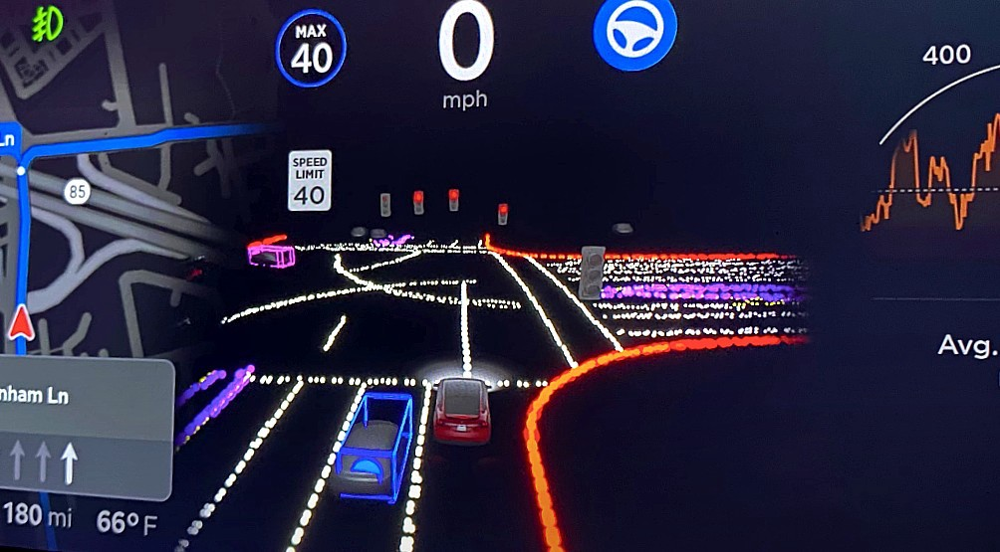 MAX
40
0
mph
400
Ln
85
SPEED
LIMIT
40
Avg.
nham Ln
180 mi
66°F